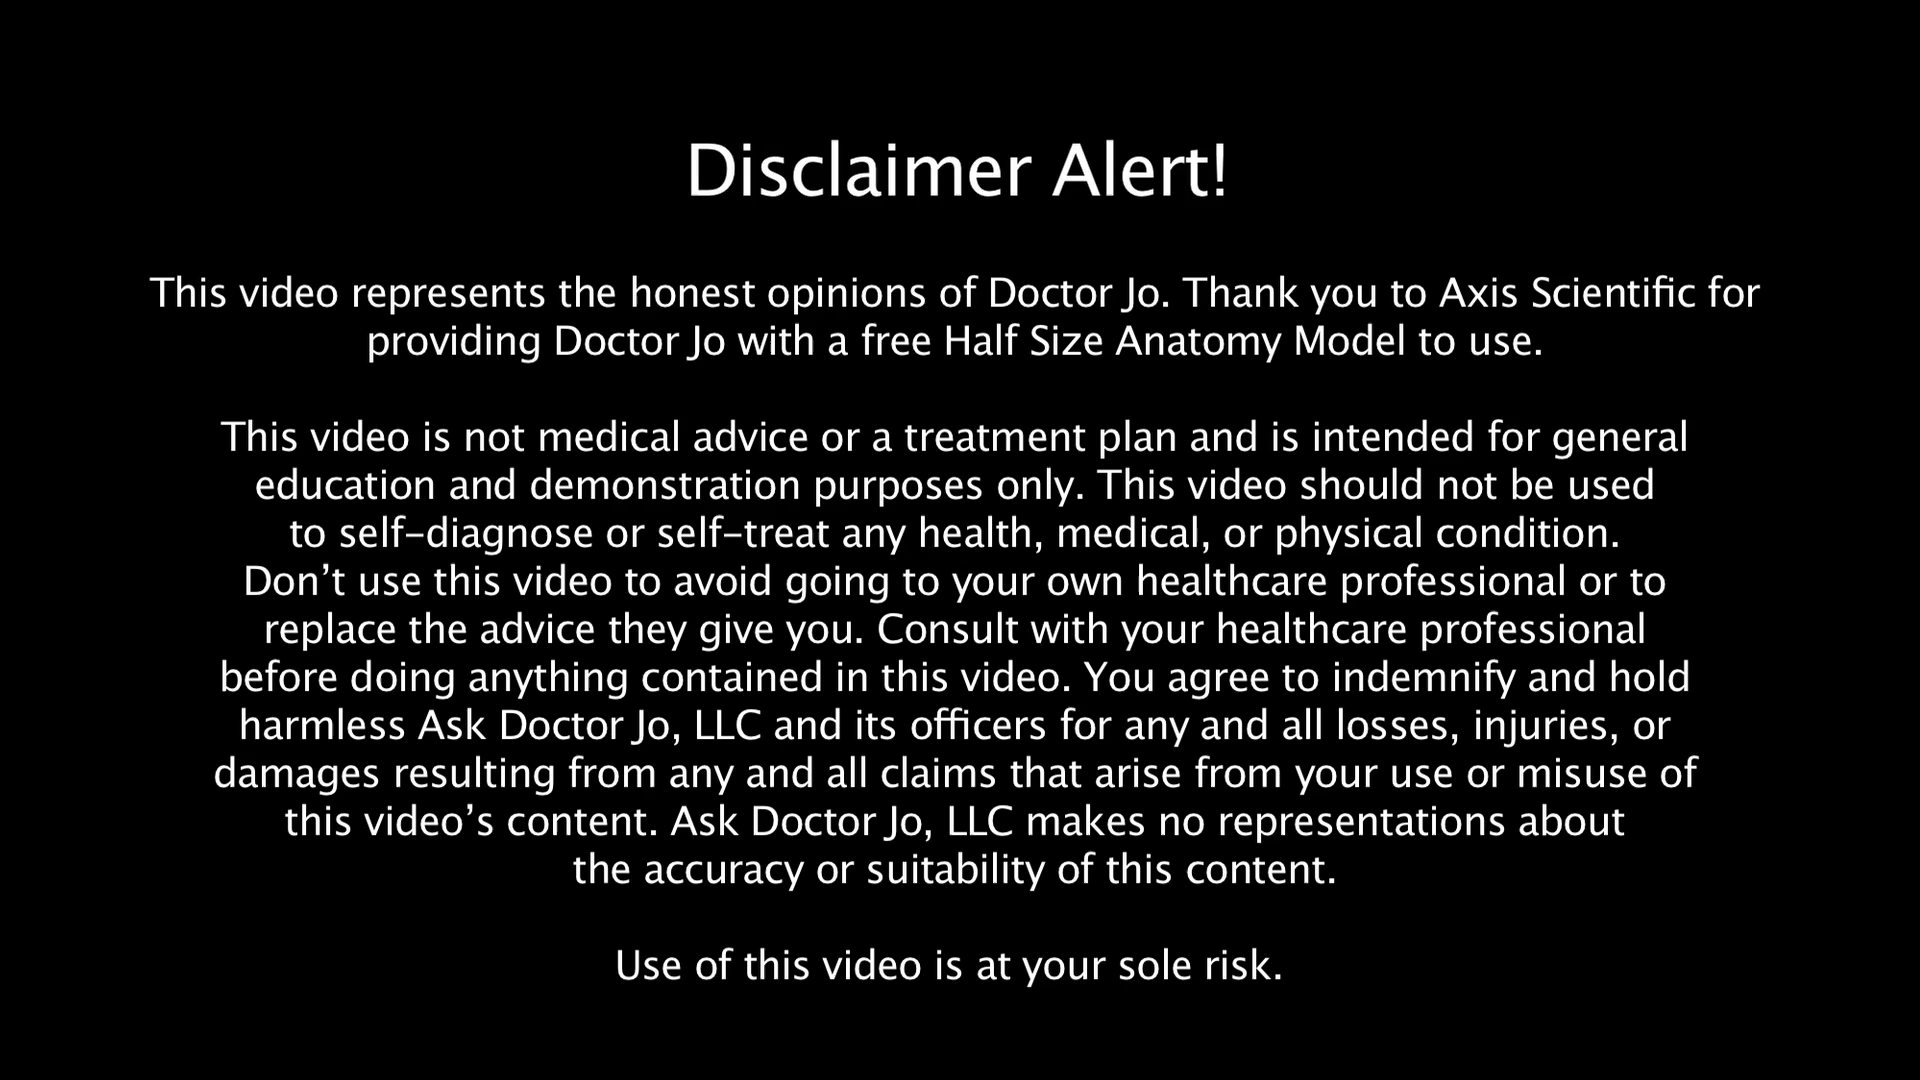 Disclaimer Alert!
This video represents the honest opinions of Doctor Jo. Thank you to Axis Scientific for
providing Doctor Jo with a free Half Size Anatomy Model to use.
This video is not medical advice or a treatment plan and is intended for general
education and demonstration purposes only. This video should not be used
to self-diagnose or self-treat any health, medical, or physical condition.
Don’t use this video to avoid going to your own healthcare professional or to
replace the advice they give you. Consult with your healthcare professional
before doing anything contained in this video. You agree to indemnify and hold
harmless Ask Doctor Jo, LLC and its officers for any and all losses, injuries, or
damages resulting from any and all claims that arise from your use or misuse of
this video’s content. Ask Doctor Jo, LLC makes no representations about
the accuracy or suitability of this content.
Use of this video is at your sole risk.